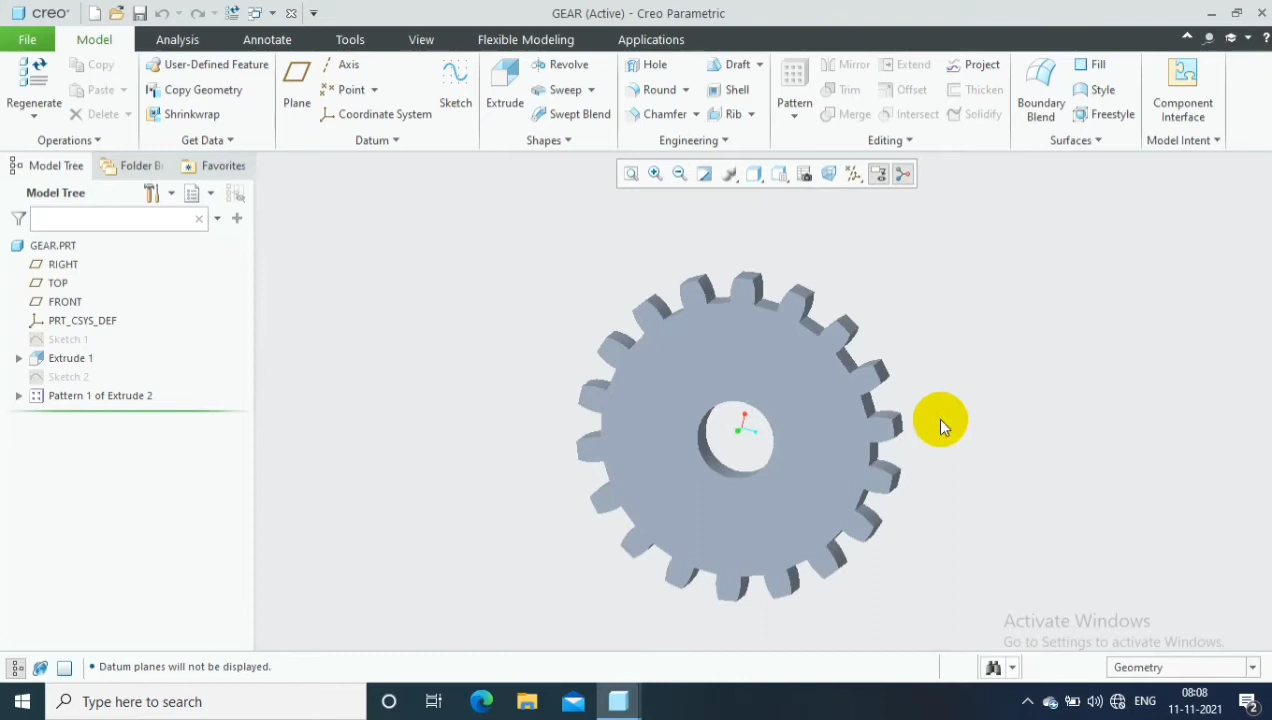 creo
GEAR (Active) - Creo Parametric
File Model Analysis Annotate Tools View Flexible Modeling Applications
Regenerate
Copy
Paste
Delete
Operations
User-Defined Feature
Copy Geometry
Shrinkwrap
Get Data
Plane
Axis
Point
Coordinate System
Sketch
Datum
Extrude
Revolve
Sweep
Swept Blend
Shapes
Hole
Round
Chamfer
Draft
Shell
Rib
Engineering
Pattern
Mirror
Trim
Merge
Extend
Offset
Intersect
Project
Thicken
Solidify
Editing
Boundary
Blend
Fill
Style
Freestyle
Surfaces
Component
Interface
Model Intent
Model Tree Folder B Favorites
Model Tree
GEAR.PRT
RIGHT
TOP
FRONT
PRT_CSYS_DEF
Sketch 1
Extrude 1
Sketch 2
Pattern 1 of Extrude 2
Activate Windows
Go to Settings to activate Windows.
• Datum planes will not be displayed.
Geometry
Type here to search
ENG
08:08
11-11-2021
2